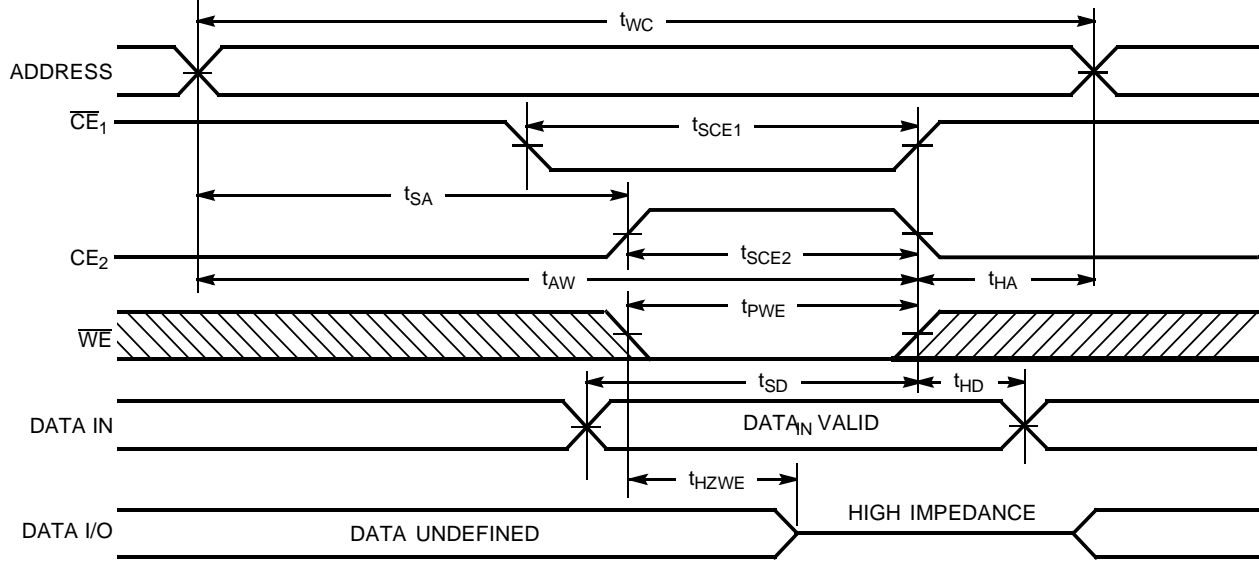 tWC
ADDRESS
CE1
tSCE1
tSA
CE2
tSCE2
tAW
tHA
tPWE
WE
tSD
tHD
DATA IN
DATAIN VALID
tHZWE
DATA I/O
DATA UNDEFINED
HIGH IMPEDANCE